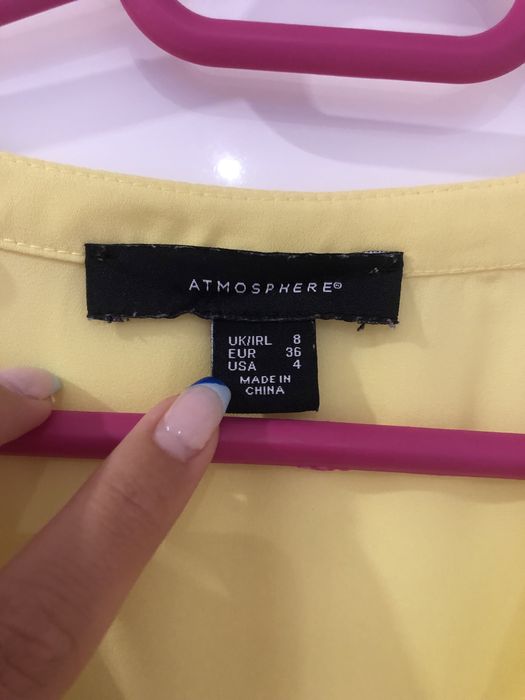 ATMOSPHERE®
UK/IRL 8
EUR 36
USA 4
MADE IN
CHINA